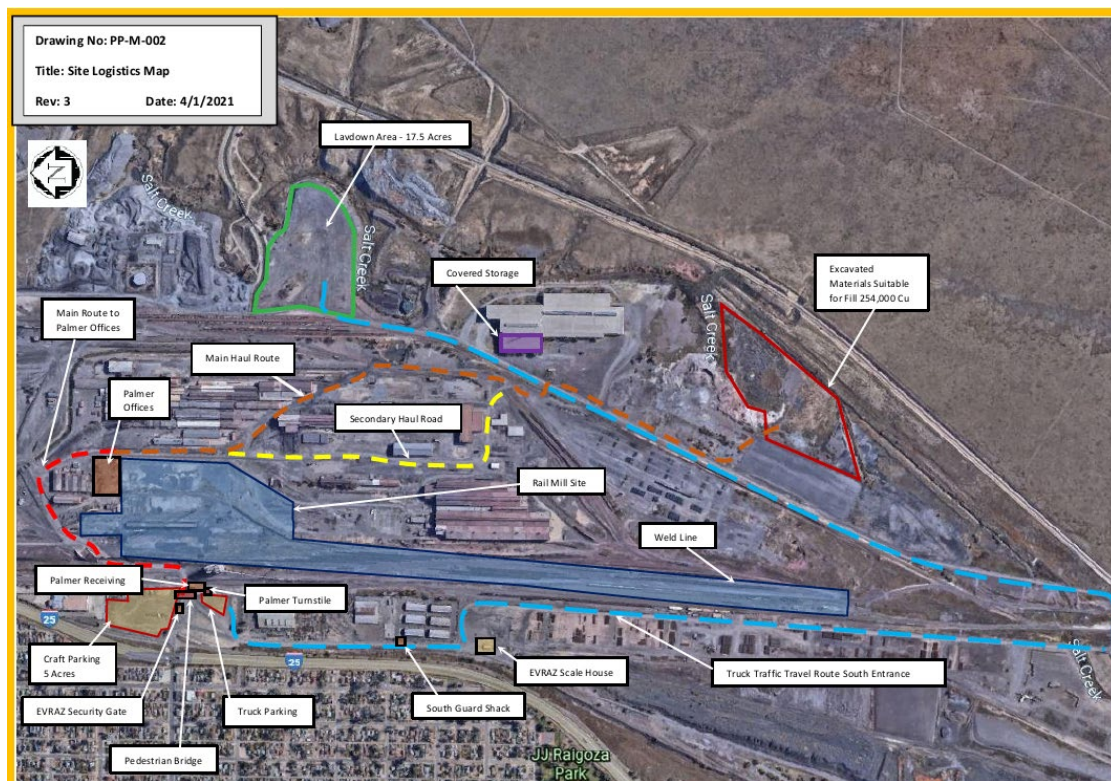 Drawing No: PP-M-002
Title: Site Logistics Map
Rev: 3 Date: 4/1/2021
N
Laydown Area - 17.5 Acres
Salt Creek
Salt Creek
Covered Storage
Excavated
Materials Suitable
for Fill 254,000 Cu
Salt Creek
Main Route to
Palmer Offices
Main Haul Route
Palmer
Offices
Secondary Haul Road
Rail Mill Site
Weld Line
Palmer Receiving
Palmer Turnstile
25
25
Craft Parking
5 Acres
EVRAZ Scale House
Truck Traffic Travel Route South Entrance
Salt Creek
EVRAZ Security Gate
Truck Parking
South Guard Shack
Pedestrian Bridge
JJ Raigoza
Park